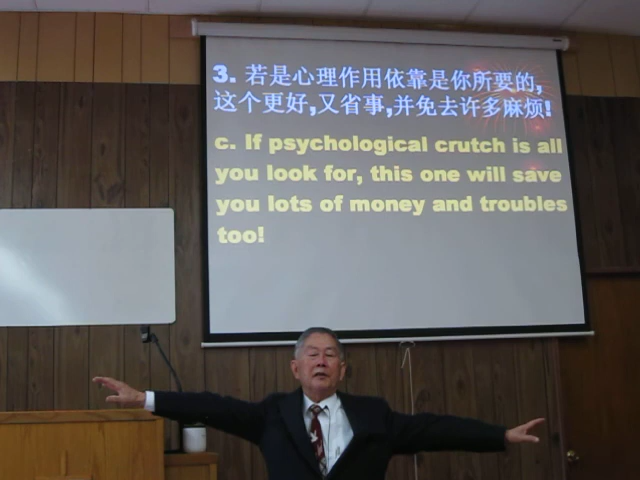 3. 若是心理作用依靠是你所要的,
这个更好,又省事,并免去许多麻烦!
c. If psychological crutch is all
you look for, this one will save
you lots of money and troubles
too!